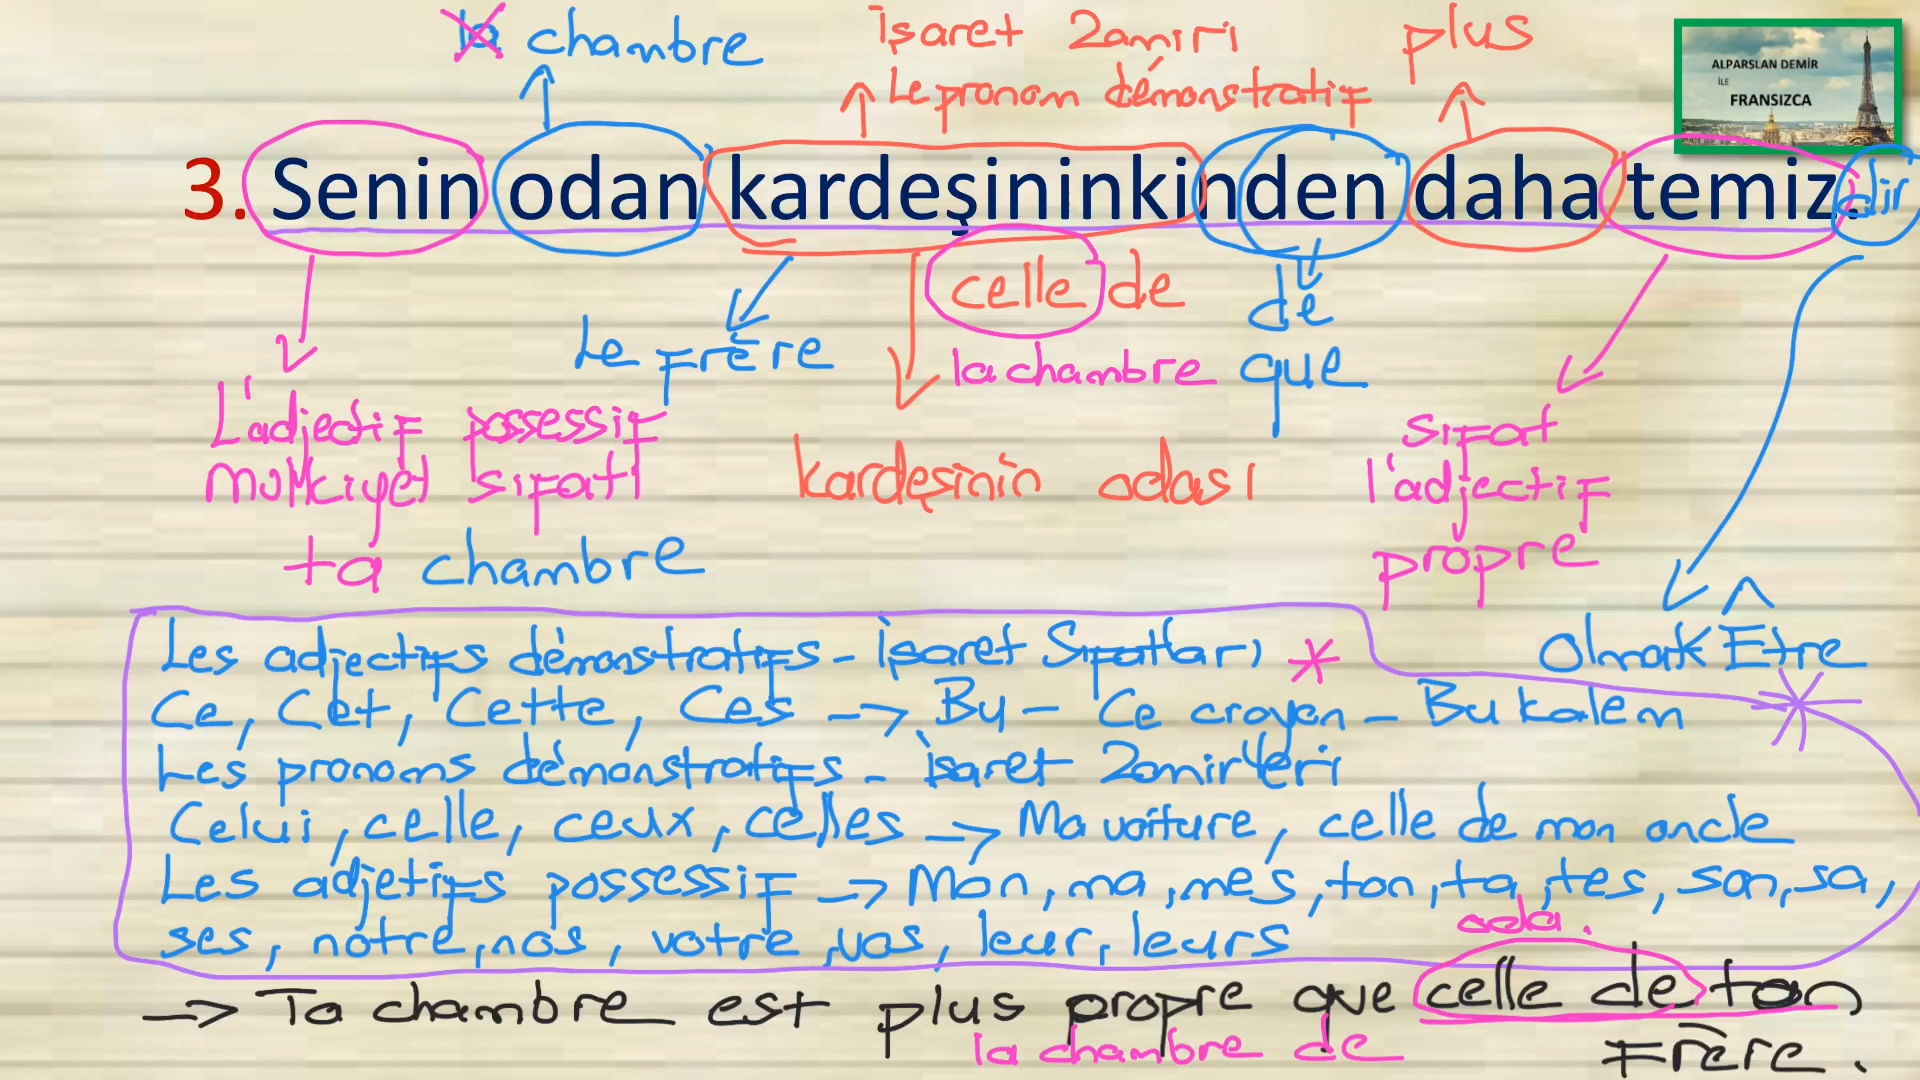 la chambre
İşaret Zamiri
Le pronom démonstratif
plus
ALPARSLAN DEMİR
İLE
FRANSIZCA
3. Senin odan kardeşininkinden daha temiz.dir
celle de
de
Le frère
la chambre
que
L'adjectif possessif
mülkiyet sıfatı
kardeşinin odası
sıfat
l'adjectif
propre
ta chambre
Olmak Être
Les adjectifs démonstratifs - İşaret Sıfatları *
Ce, Cet, Cette, Ces -> Bu - Ce crayon - Bu kalem
Les pronoms démonstratifs - işaret zamirleri
Celui, celle, ceux, celles -> Ma voiture, celle de mon oncle
Les adjetifs possessif -> Mon, ma, mes, ton, ta, tes, son, sa,
ses, nôtre, nos, votre, vos, leur, leurs
oda.
-> Ta chambre est plus propre que celle de ton
la chambre de
Frère.